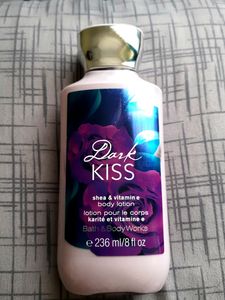 Dark
KISS
shea & vitamin e
body lotion
lotion pour le corps
karité et vitamine e
Bath & Body Works
e 236 ml/8 fl oz